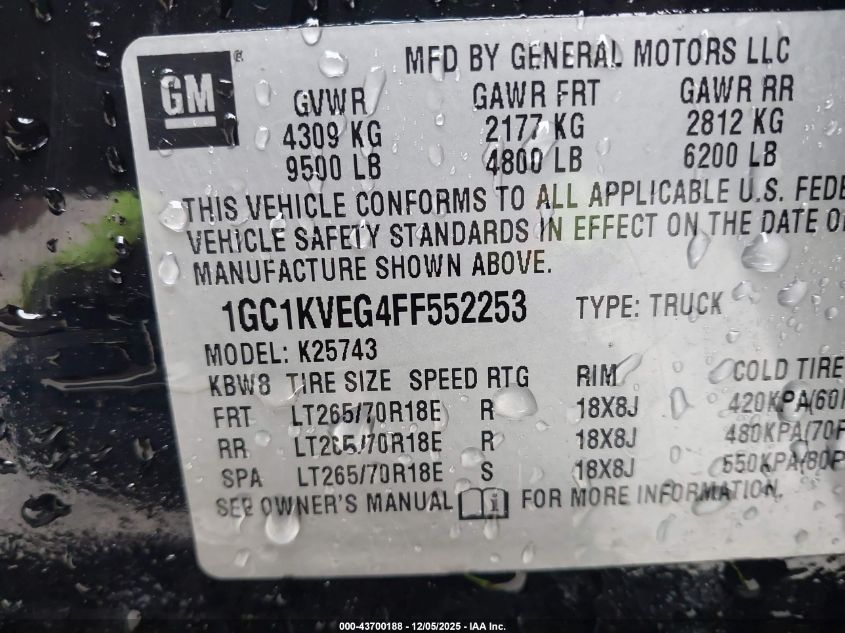 GM ®
MFD BY GENERAL MOTORS LLC
GVWR GAWR FRT GAWR RR
4309 KG 2177 KG 2812 KG
9500 LB 4800 LB 6200 LB
THIS VEHICLE CONFORMS TO ALL APPLICABLE U.S. FEDE
VEHICLE SAFETY STANDARDS IN EFFECT ON THE DATE O
MANUFACTURE SHOWN ABOVE.
1GC1KVEG4FF552253 TYPE: TRUCK
MODEL: K25743
KBW8 TIRE SIZE SPEED RTG RIM COLD TIRE
FRT LT265/70R18E R 18X8J 420KPA/60
RR LT265/70R18E R 18X8J 480KPA/70P
SPA LT265/70R18E S 18X8J 550KPA/80P
SEE OWNER'S MANUAL i FOR MORE INFORMATION.
000-43700188 - 12/05/2025 - IAA Inc.